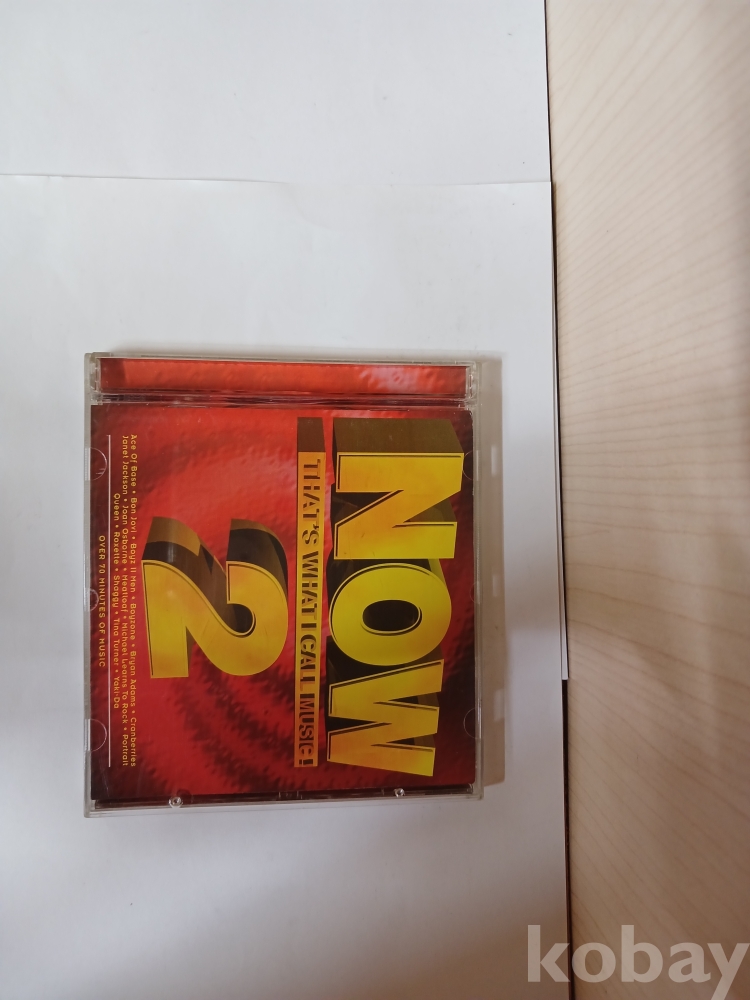 NOW
THAT'S WHAT I CALL MUSIC!
2
Ace Of Base • Bon Jovi • Boyz II Men • Boyzone • Bryan Adams • Cranberries
Janet Jackson • Joan Osborne • Meatloaf • Michael Learns To Rock • Portrait
Queen • Roxette • Shaggy • Tina Turner • Yaki-Da
OVER 70 MINUTES OF MUSIC
kobay